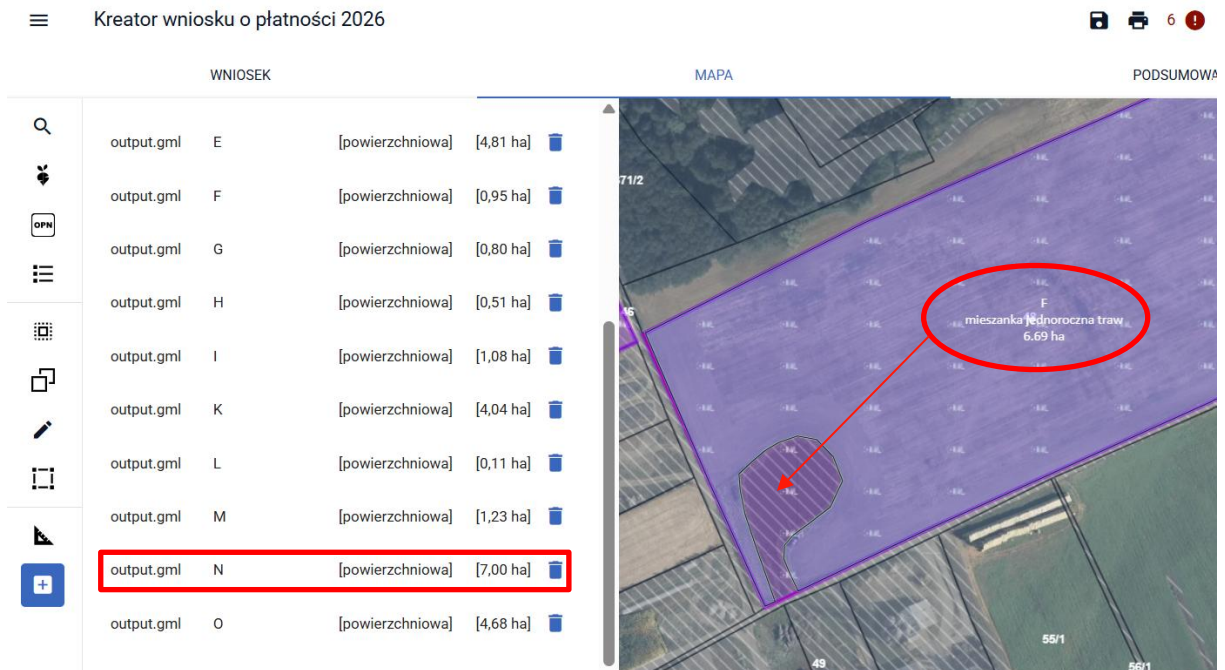 Kreator wniosku o płatności 2026
6
WNIOSEK
MAPA
PODSUMOWA
OPN
output.gml E [powierzchniowa] [4,81 ha]
output.gml F [powierzchniowa] [0,95 ha]
output.gml G [powierzchniowa] [0,80 ha]
output.gml H [powierzchniowa] [0,51 ha]
output.gml I [powierzchniowa] [1,08 ha]
output.gml K [powierzchniowa] [4,04 ha]
output.gml L [powierzchniowa] [0,11 ha]
output.gml M [powierzchniowa] [1,23 ha]
output.gml N [powierzchniowa] [7,00 ha]
output.gml O [powierzchniowa] [4,68 ha]
371/2
F
mieszanka jednoroczna traw
6.69 ha
55/1
49
56/1